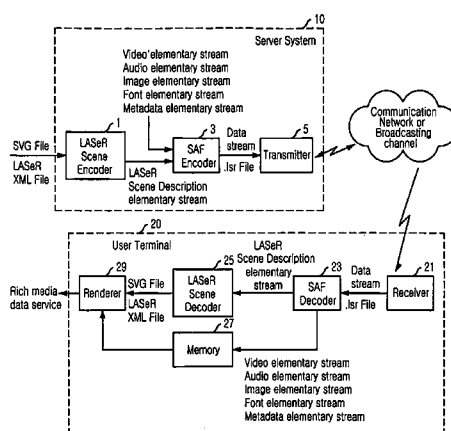 10
Server System
Video elementary stream
Audio elementary stream
Image elementary stream
Font elementary stream
Metadata elementary stream
1
3
5
SVG File
LASeR
XML File
LASeR
Scene
Encoder
LASeR
Scene Description
elementary stream
SAF
Encoder
Data
stream
.lsr File
Transmitter
Communication
Network or
Broadcasting
channel
20
User Terminal
29
Renderer
Rich media
data service
SVG File
LASeR
XML File
25
LASeR
Scene
Decoder
LASeR
Scene Description
elementary
stream
23
SAF
Decoder
Data
stream
.lsr File
21
Receiver
27
Memory
Video elementary stream
Audio elementary stream
Image elementary stream
Font elementary stream
Metadata elementary stream